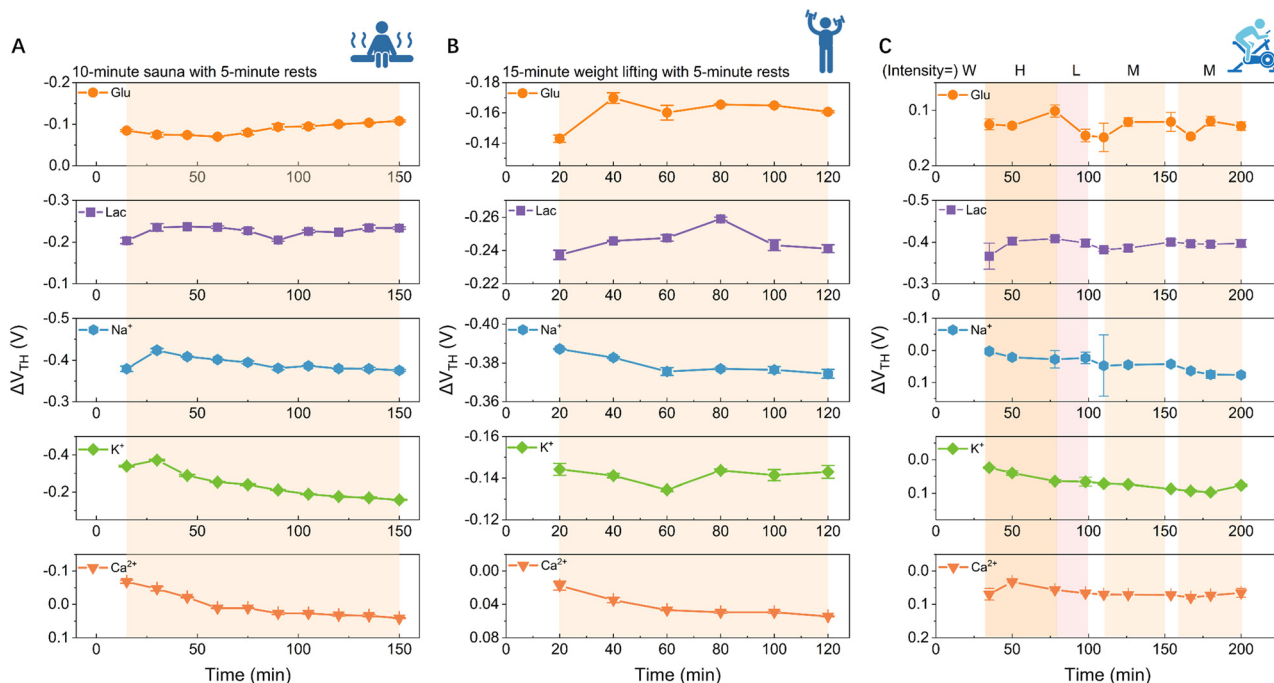 A
10-minute sauna with 5-minute rests
-0.2
-0.1
0.0
Glu
0 50 100 150
-0.3
-0.2
-0.1
Lac
0 50 100 150
-0.5
-0.4
-0.3
Na⁺
0 50 100 150
-0.4
-0.2
K⁺
0 50 100 150
-0.1
0.0
0.1
Ca²⁺
0 50 100 150
ΔV_TH (V)
Time (min)
B
15-minute weight lifting with 5-minute rests
-0.18
-0.16
-0.14
Glu
20 40 60 80 100 120
-0.26
-0.24
-0.22
Lac
20 40 60 80 100 120
-0.40
-0.38
-0.36
Na⁺
20 40 60 80 100 120
-0.16
-0.14
-0.12
K⁺
20 40 60 80 100 120
0.00
0.04
0.08
Ca²⁺
20 40 60 80 100 120
ΔV_TH (V)
Time (min)
C
(Intensity=) W H L M M
0.1
0.2
Glu
0 50 100 150 200
-0.5
-0.4
-0.3
Lac
0 50 100 150 200
-0.1
0.0
0.1
Na⁺
0 50 100 150 200
0.0
0.1
K⁺
0 50 100 150 200
0.0
0.1
0.2
Ca²⁺
0 50 100 150 200
ΔV_TH (V)
Time (min)